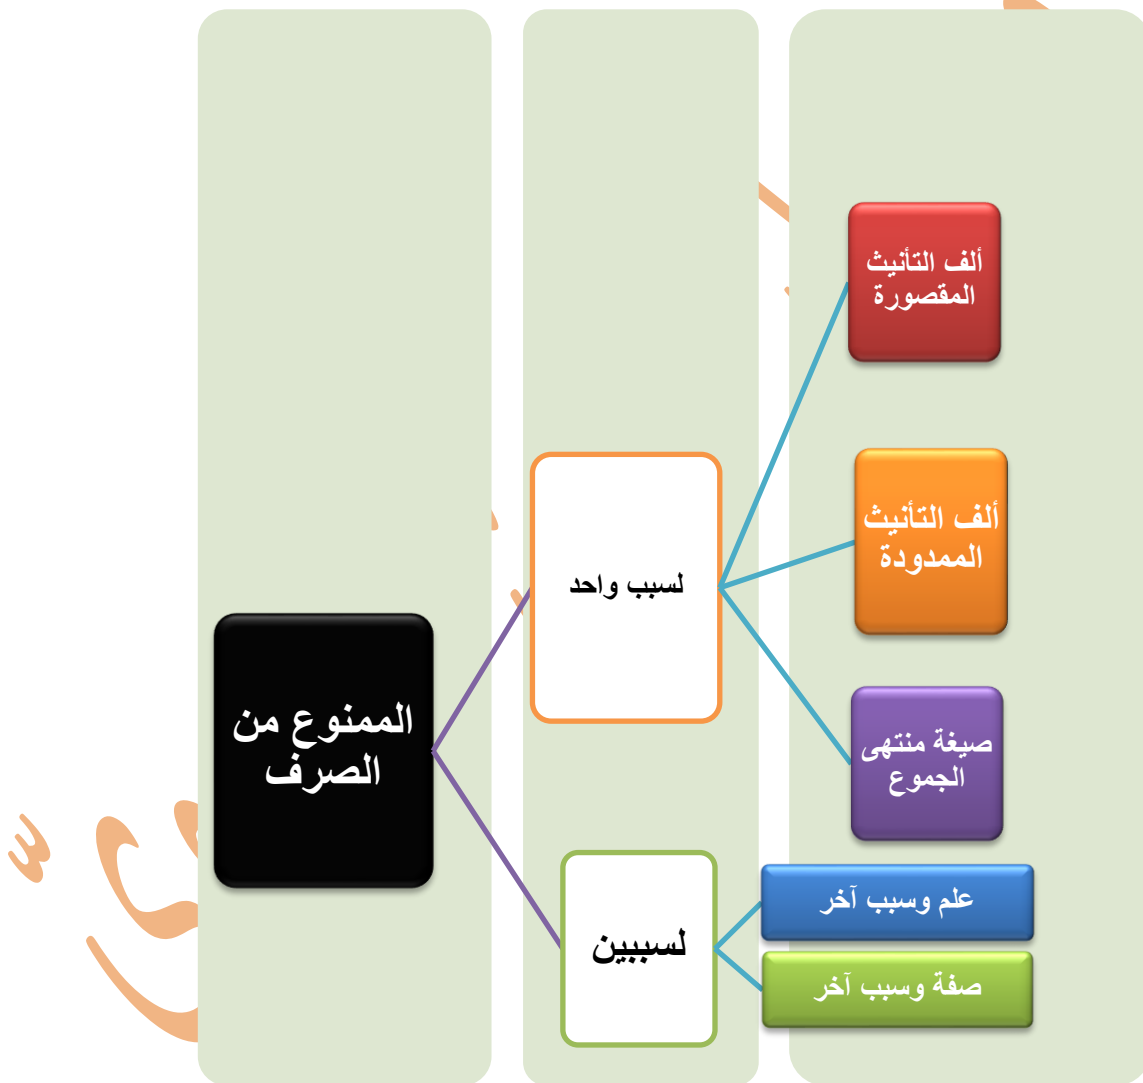 الممنوع من
الصرف
لسبب واحد
ألف التأنيث
المقصورة
ألف التأنيث
الممدودة
صيغة منتهى
الجموع
لسببين
علم وسبب آخر
صفة وسبب آخر